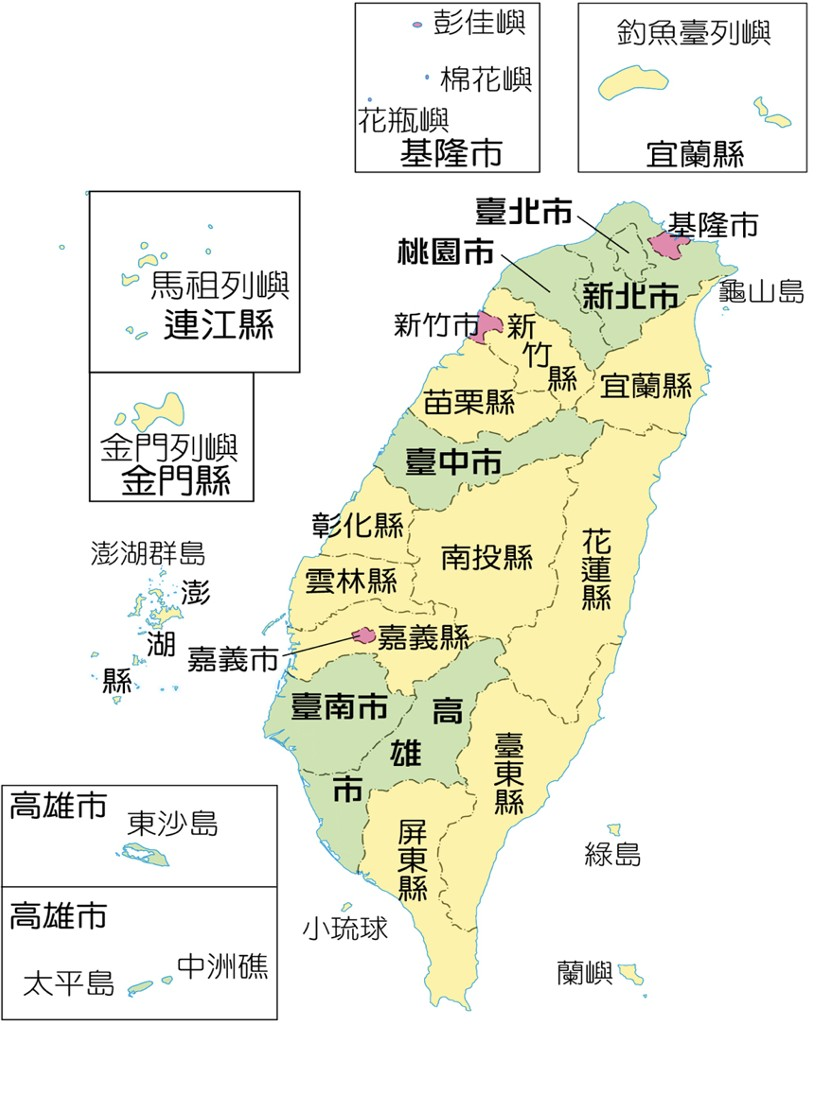 彭佳嶼
棉花嶼
花瓶嶼
基隆市
釣魚臺列嶼
宜蘭縣
馬祖列嶼
連江縣
金門列嶼
金門縣
臺北市
基隆市
桃園市
新北市
龜山島
新竹市
新竹縣
苗栗縣
宜蘭縣
臺中市
彰化縣
南投縣
花蓮縣
雲林縣
澎湖群島
澎湖縣
嘉義市
嘉義縣
臺南市
高雄市
臺東縣
屏東縣
高雄市
東沙島
高雄市
太平島
中洲礁
小琉球
綠島
蘭嶼